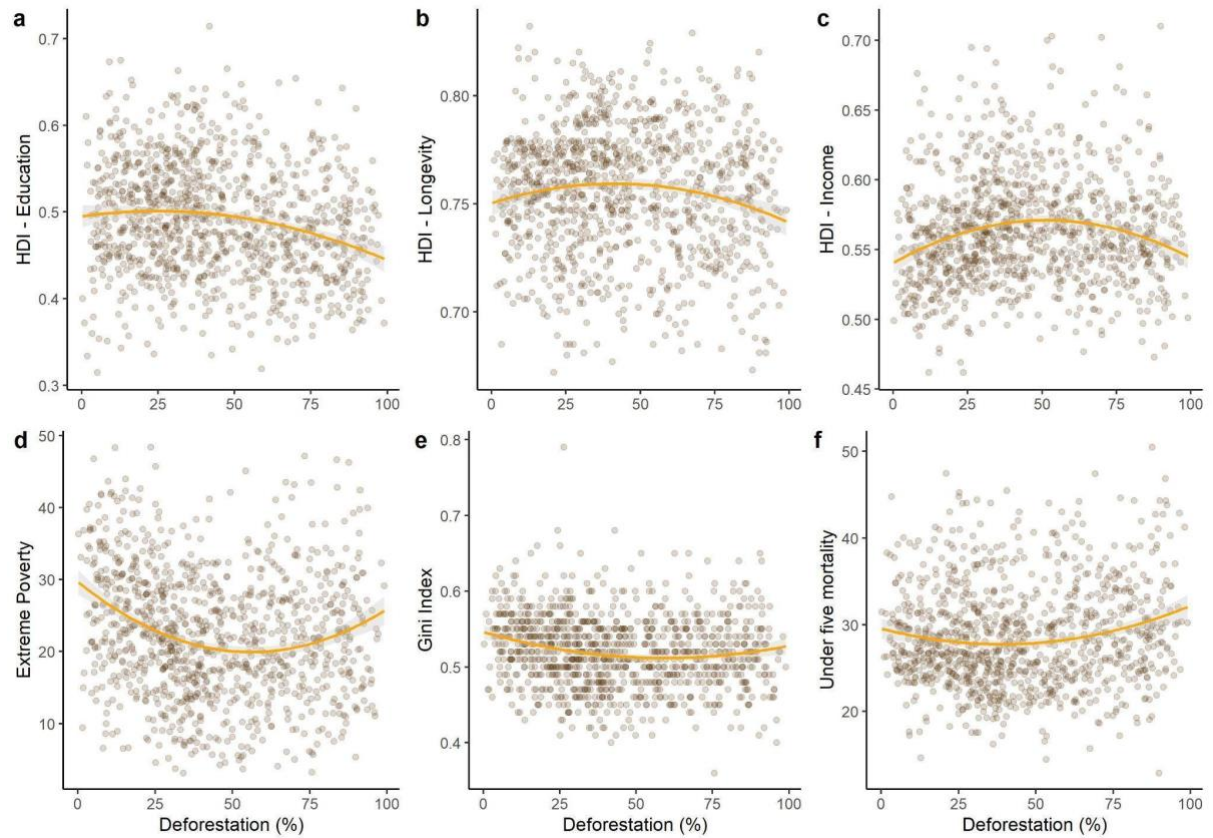 a
HDI - Education
0.7
0.6
0.5
0.4
0.3
0 25 50 75 100
b
HDI - Longevity
0.80
0.75
0.70
0 25 50 75 100
c
HDI - Income
0.70
0.65
0.60
0.55
0.50
0.45
0 25 50 75 100
d
Extreme Poverty
50
40
30
20
10
0 25 50 75 100
Deforestation (%)
e
Gini Index
0.8
0.7
0.6
0.5
0.4
0 25 50 75 100
Deforestation (%)
f
Under five mortality
50
40
30
20
0 25 50 75 100
Deforestation (%)